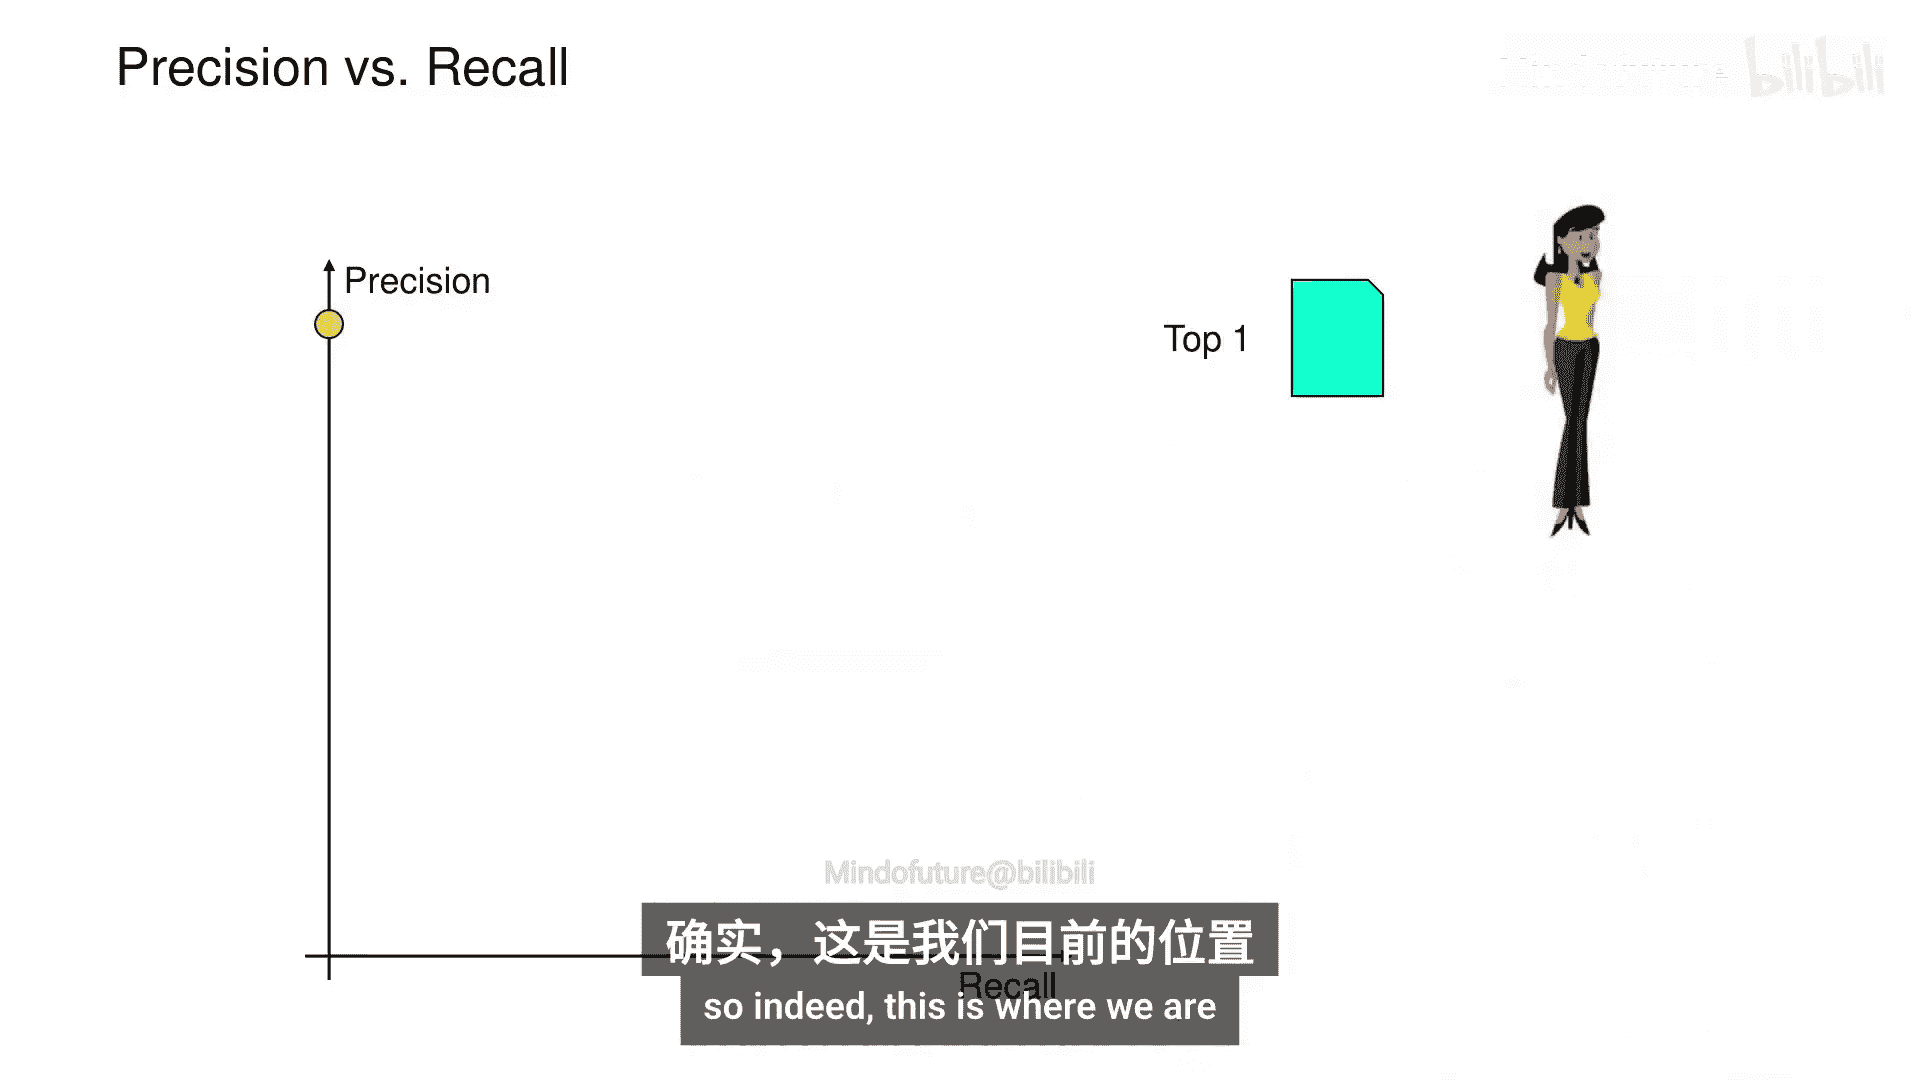 Precision vs. Recall
bilibili
Precision
Top 1
Mindofuture@bilibili
确实，这是我们目前的位置
Recall
so indeed, this is where we are